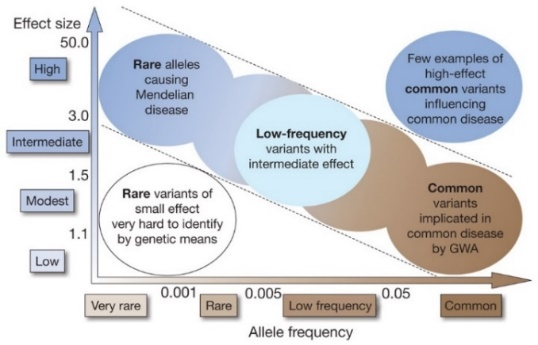 Effect size
50.0
High
3.0
Intermediate
1.5
Modest
1.1
Low
Rare alleles
causing
Mendelian
disease
Few examples of
high-effect
common variants
influencing
common disease
Low-frequency
variants with
intermediate effect
Rare variants of
small effect
very hard to identify
by genetic means
Common
variants
implicated in
common disease
by GWA
0.001
0.005
0.05
Very rare
Rare
Low frequency
Common
Allele frequency